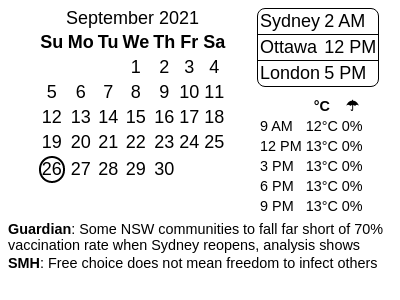 September 2021
Su Mo Tu We Th Fr Sa
1 2 3 4
5 6 7 8 9 10 11
12 13 14 15 16 17 18
19 20 21 22 23 24 25
26 27 28 29 30
Sydney 2 AM
Ottawa 12 PM
London 5 PM
°C ☂
9 AM 12°C 0%
12 PM 13°C 0%
3 PM 13°C 0%
6 PM 13°C 0%
9 PM 13°C 0%
Guardian: Some NSW communities to fall far short of 70%
vaccination rate when Sydney reopens, analysis shows
SMH: Free choice does not mean freedom to infect others